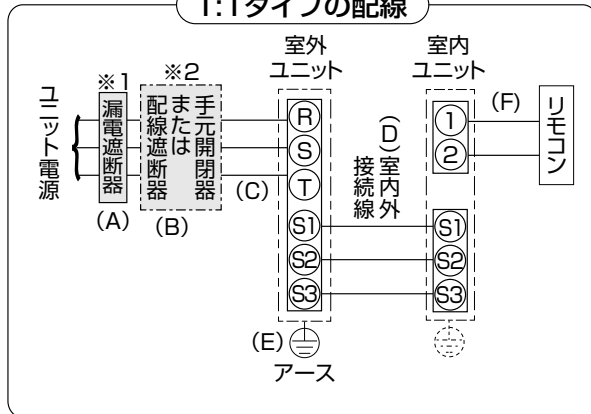 1:1タイプの配線
室外
ユニット
室内
ユニット
※1
※2
ユニット電源
漏電遮断器
(A)
手元開閉器
または
配線遮断器
(B)
(C)
R
S
T
S1
S2
S3
(D)室内外
接続線
1
2
S1
S2
S3
(F)
リモコン
(E)
アース